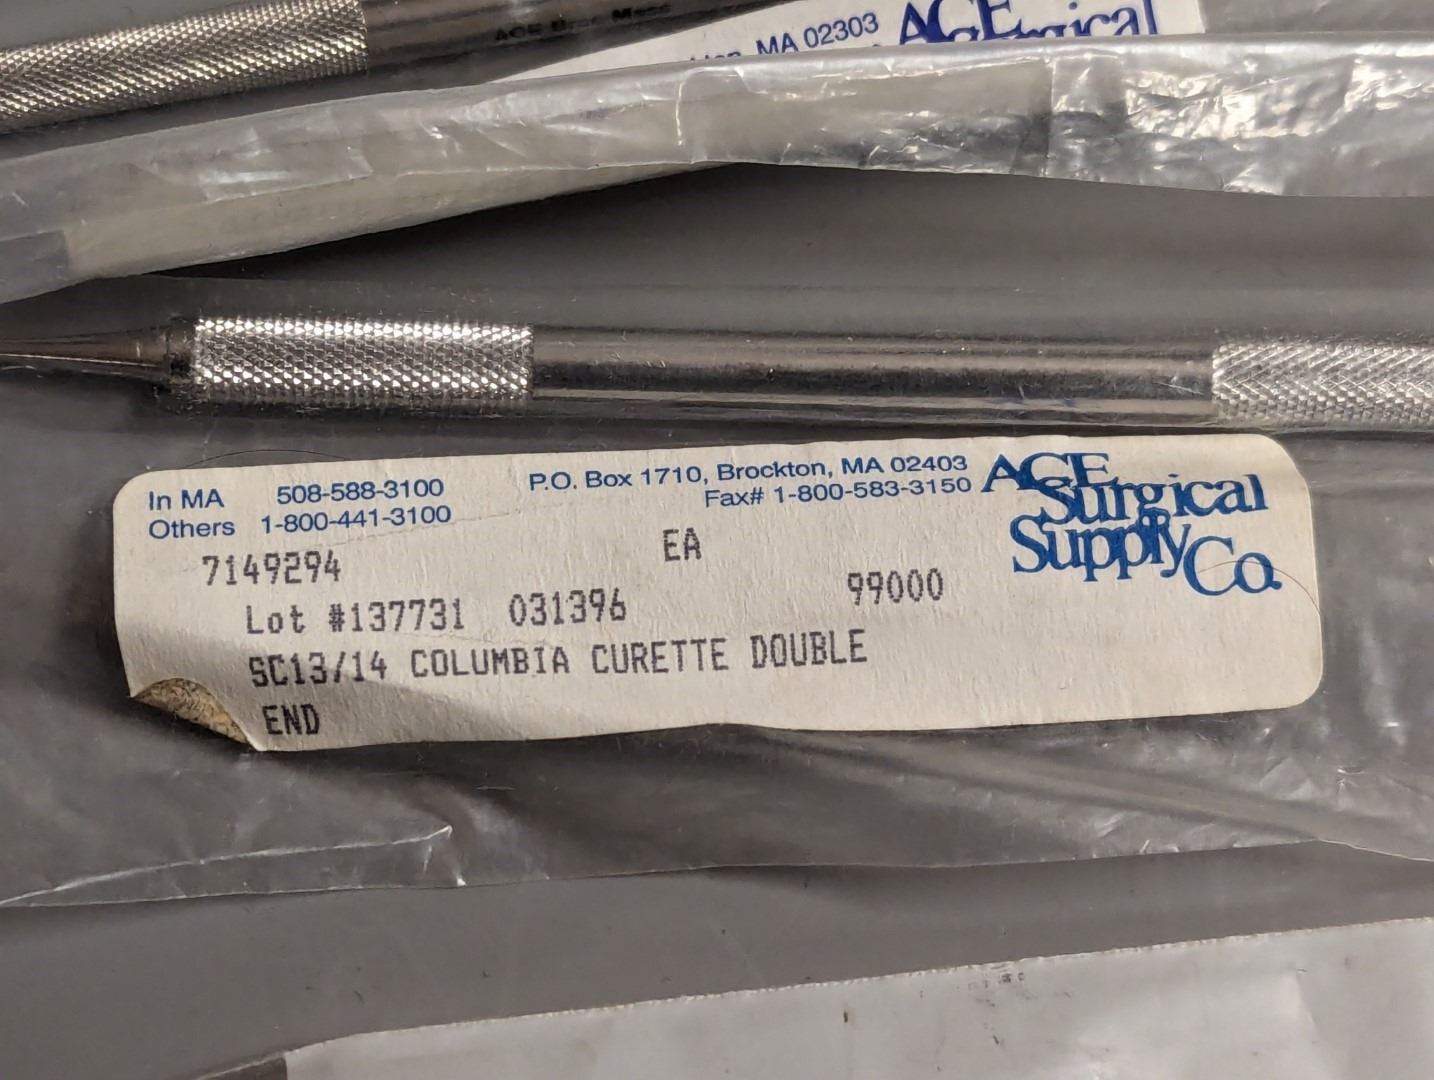 MA 02303
ACE
Surgical
In MA 508-588-3100
Others 1-800-441-3100
P.O. Box 1710, Brockton, MA 02403
Fax# 1-800-583-3150
ACE
Surgical
Supply Co.
7149294 EA
Lot #137731 031396 99000
SC13/14 COLUMBIA CURETTE DOUBLE
END